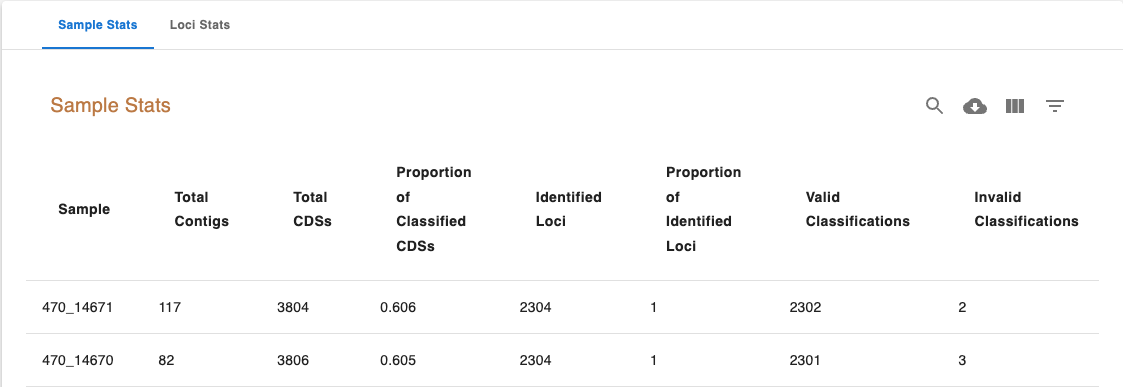 Sample Stats Loci Stats
Sample Stats
Sample Total Contigs Total CDSs Proportion of Classified CDSs Identified Loci Proportion of Identified Loci Valid Classifications Invalid Classifications
470_14671 117 3804 0.606 2304 1 2302 2
470_14670 82 3806 0.605 2304 1 2301 3